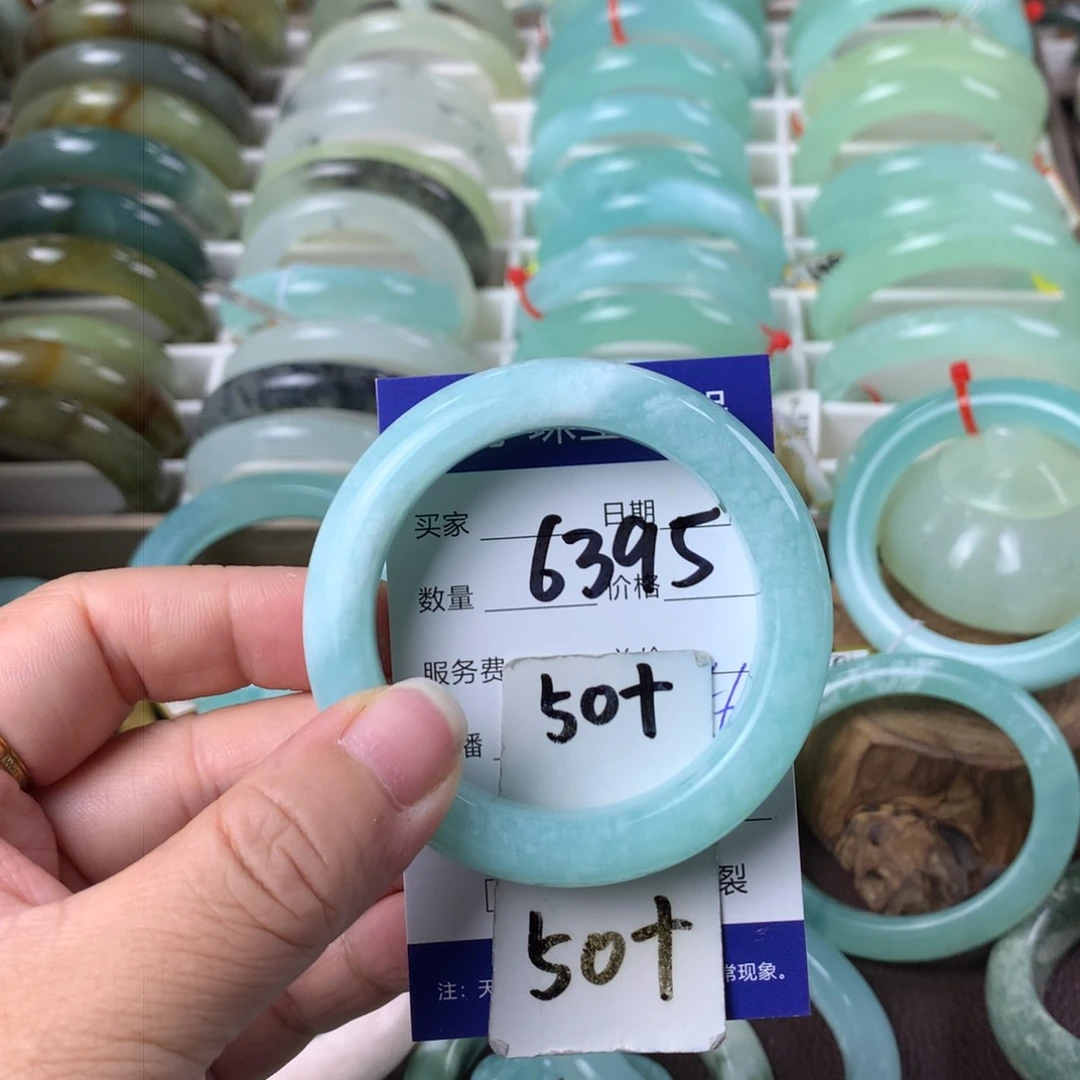 买家 日期
6395
数量 价格
服务费
50+
播
裂
50+
注：天 常现象。